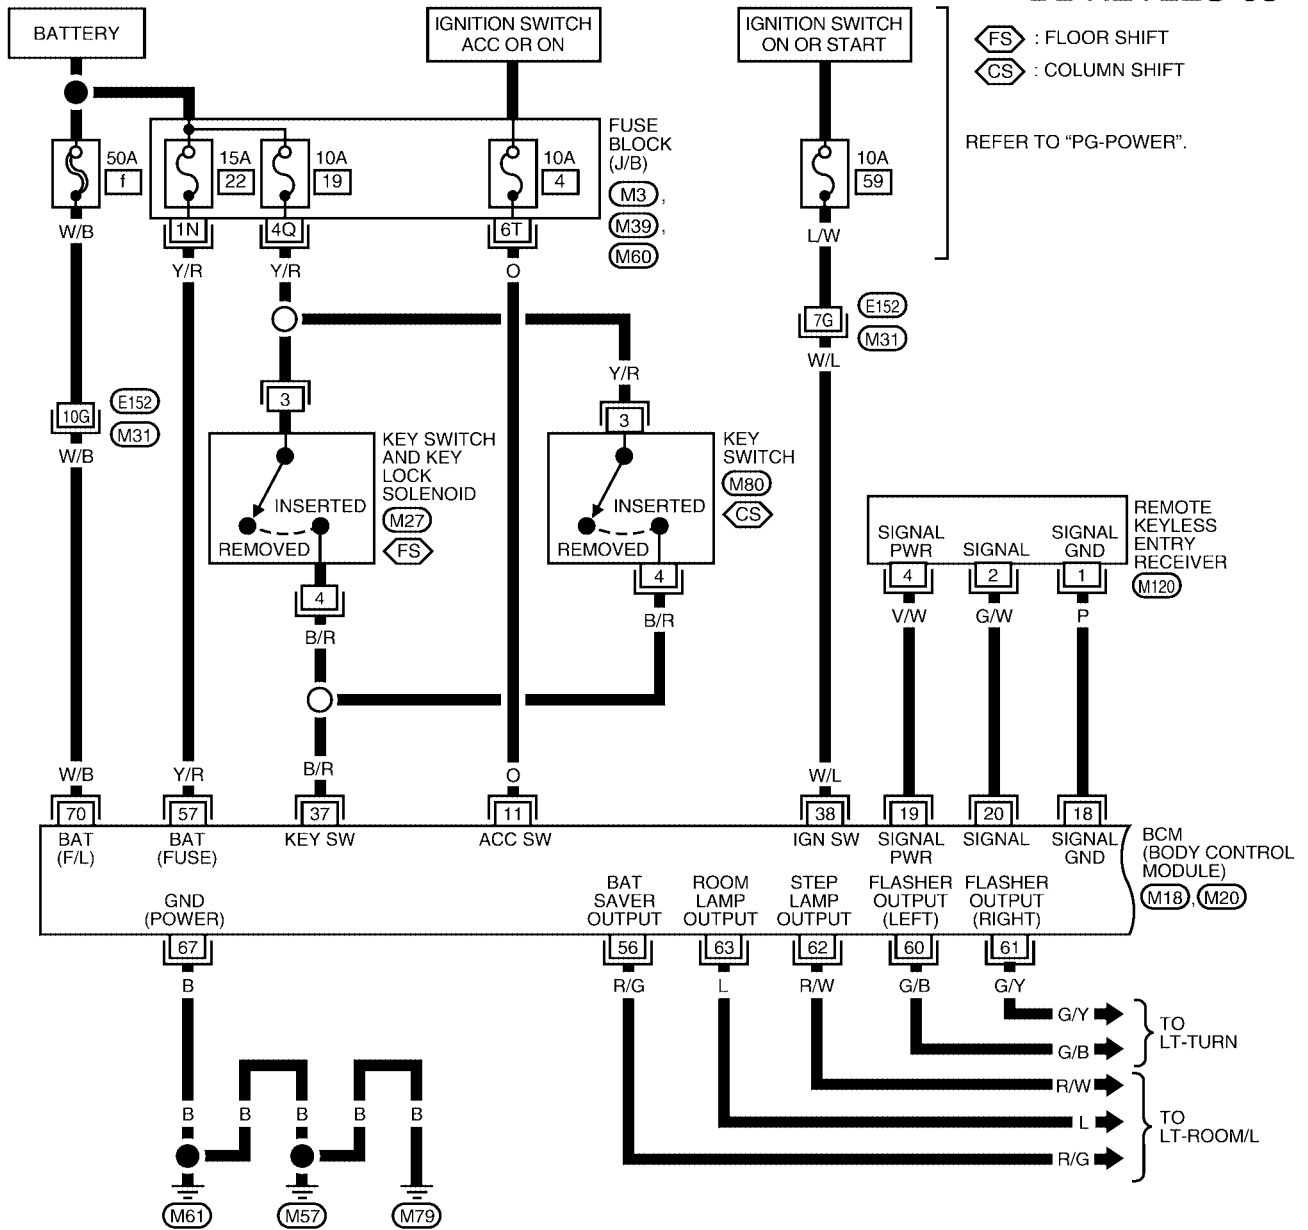 BATTERY
IGNITION SWITCH
ACC OR ON
IGNITION SWITCH
ON OR START
FS : FLOOR SHIFT
CS : COLUMN SHIFT
REFER TO “PG-POWER”.
50A
f
15A
22
10A
19
10A
4
FUSE
BLOCK
(J/B)
M3 ,
M39 ,
M60
10A
59
W/B
1N
4Q
6T
L/W
Y/R
Y/R
O
7G
E152
M31
W/L
Y/R
10G
E152
M31
W/B
3
3
KEY SWITCH
AND KEY
LOCK
SOLENOID
M27
FS
INSERTED
REMOVED
KEY
SWITCH
M80
CS
INSERTED
REMOVED
4
4
B/R
B/R
SIGNAL
PWR
SIGNAL
SIGNAL
GND
REMOTE
KEYLESS
ENTRY
RECEIVER
M120
4
2
1
V/W
G/W
P
W/B
Y/R
B/R
O
W/L
70
57
37
11
38
19
20
18
BAT
(F/L)
BAT
(FUSE)
KEY SW
ACC SW
IGN SW
SIGNAL
PWR
SIGNAL
SIGNAL
GND
BCM
(BODY CONTROL
MODULE)
M18 , M20
GND
(POWER)
BAT
SAVER
OUTPUT
ROOM
LAMP
OUTPUT
STEP
LAMP
OUTPUT
FLASHER
OUTPUT
(LEFT)
FLASHER
OUTPUT
(RIGHT)
67
56
63
62
60
61
B
R/G
L
R/W
G/B
G/Y
G/Y
G/B
TO
LT-TURN
R/W
L
R/G
TO
LT-ROOM/L
B
B
B
B
B
M61
M57
M79